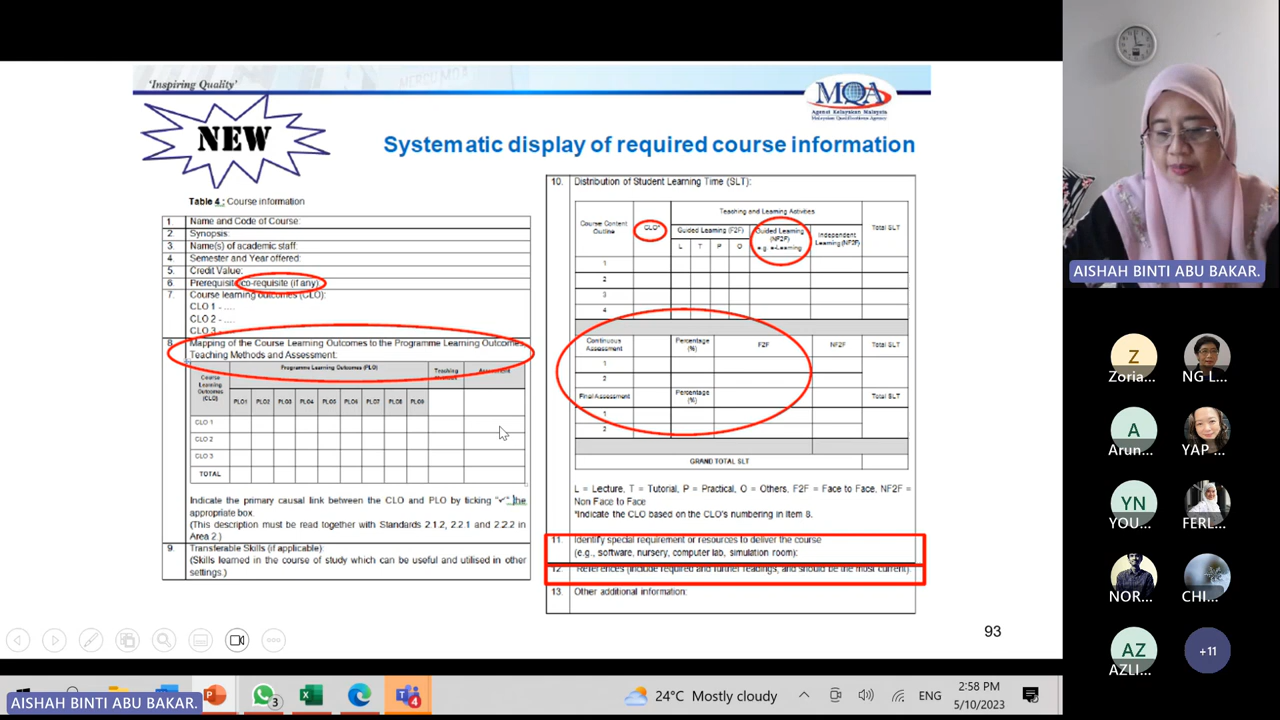 'Inspiring Quality'
MQA
Agensi Kelayakan Malaysia
Malaysian Qualifications Agency
NEW
Systematic display of required course information
Table 4: Course information
1 Name and Code of Course:
2. Synopsis:
3. Name(s) of academic staff:
4. Semester and Year offered:
5. Credit Value:
6. Prerequisite/co-requisite (if any):
7. Course learning outcomes (CLO):
CLO 1 - ....
CLO 2 - ....
CLO 3 -
8. Mapping of the Course Learning Outcomes to the Programme Learning Outcomes,
Teaching Methods and Assessment:
Course Learning Outcomes (CLO)
Programme Learning Outcomes (PLO)
Teaching
Assessment
PLO1 PLO2 PLO3 PLO4 PLO5 PLO6 PLO7 PLO8 PLO9
CLO 1
CLO 2
CLO 3
TOTAL
Indicate the primary causal link between the CLO and PLO by ticking "✓" the
appropriate box.
(This description must be read together with Standards 2.1.2, 2.2.1 and 2.2.2 in
Area 2.)
9. Transferable Skills (if applicable):
(Skills learned in the course of study which can be useful and utilised in other
settings.)
10. Distribution of Student Learning Time (SLT):
Course Content Outline
CLO*
Teaching and Learning Activities
Guided Learning (F2F)
L T P O
Guided Learning (NF2F) e.g. e-Learning
Independent Learning (NF2F)
Total SLT
1
2
3
4
Continuous Assessment
Percentage (%)
F2F
NF2F
Total SLT
1
2
Final Assessment
Percentage (%)
Total SLT
1
2
GRAND TOTAL SLT
L = Lecture, T = Tutorial, P = Practical, O = Others, F2F = Face to Face, NF2F =
Non Face to Face
*Indicate the CLO based on the CLO's numbering in Item 8.
11. Identify special requirement or resources to deliver the course
(e.g., software, nursery, computer lab, simulation room):
12. References (include required and further readings, and should be the most current)
13. Other additional information:
93
AISHAH BINTI ABU BAKAR.
Z
Zoria...
NG L...
A
Arun...
YAP ...
YN
YOU...
FERL...
NOR...
CHI...
AZ
AZLI...
+11
AISHAH BINTI ABU BAKAR.
3
4
24°C Mostly cloudy
ENG
2:58 PM
5/10/2023